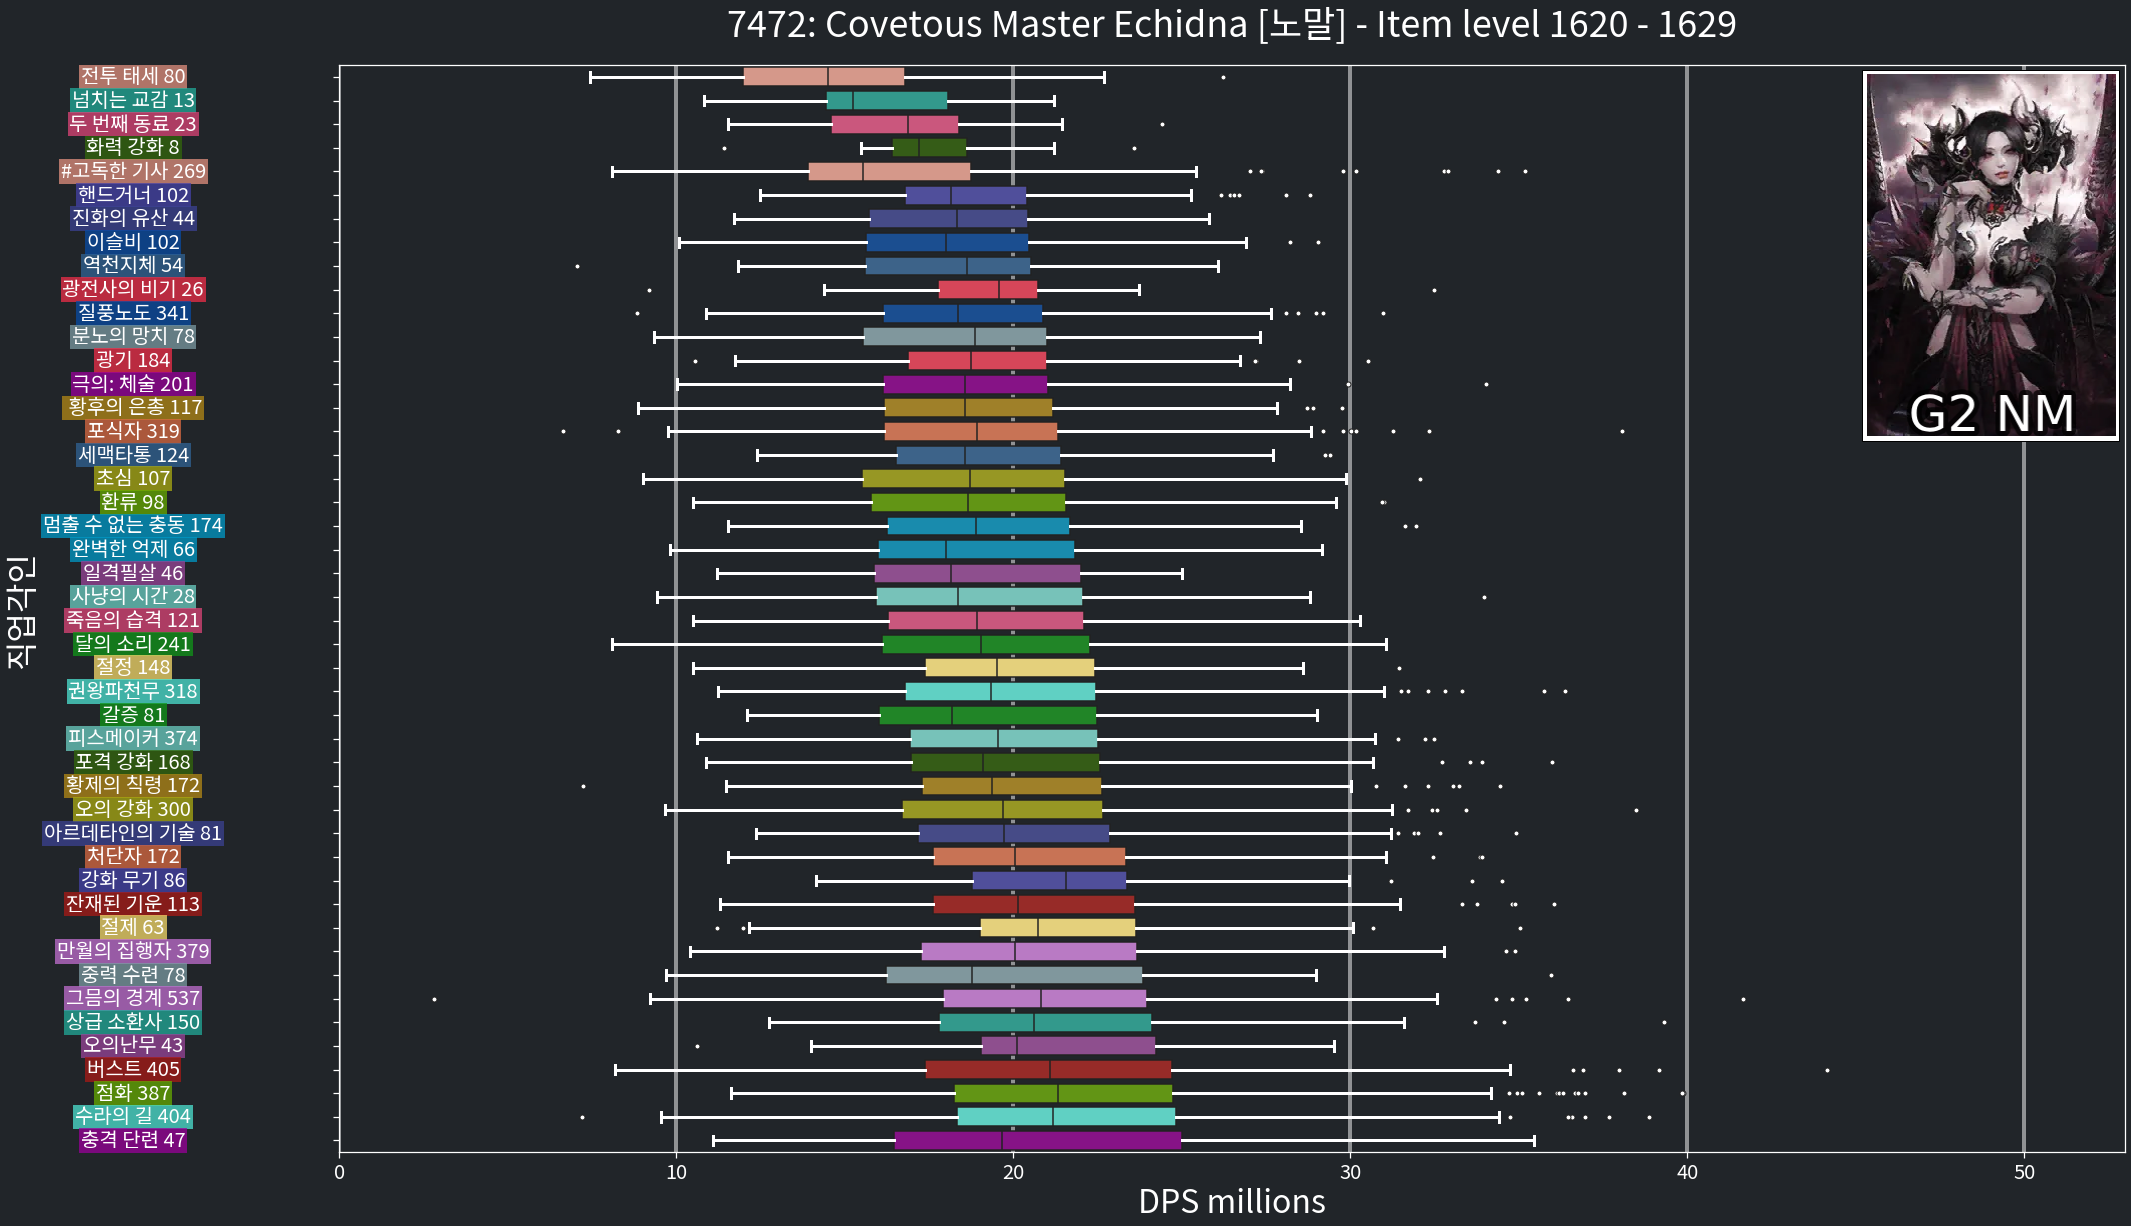 7472: Covetous Master Echidna [노말] - Item level 1620 - 1629
전투 태세 80
넘치는 교감 13
두 번째 동료 23
화력 강화 8
#고독한 기사 269
핸드거너 102
진화의 유산 44
이슬비 102
역천지체 54
광전사의 비기 26
질풍노도 341
분노의 망치 78
광기 184
극의: 체술 201
황후의 은총 117
포식자 319
세맥타통 124
초심 107
환류 98
멈출 수 없는 충동 174
완벽한 억제 66
일격필살 46
사냥의 시간 28
죽음의 습격 121
달의 소리 241
절정 148
권왕파천무 318
갈증 81
피스메이커 374
포격 강화 168
황제의 칙령 172
오의 강화 300
아르데타인의 기술 81
처단자 172
강화 무기 86
잔재된 기운 113
절제 63
만월의 집행자 379
중력 수련 78
그믐의 경계 537
상급 소환사 150
오의난무 43
버스트 405
점화 387
수라의 길 404
충격 단련 47
직업각인
G2 NM
0 10 20 30 40 50
DPS millions